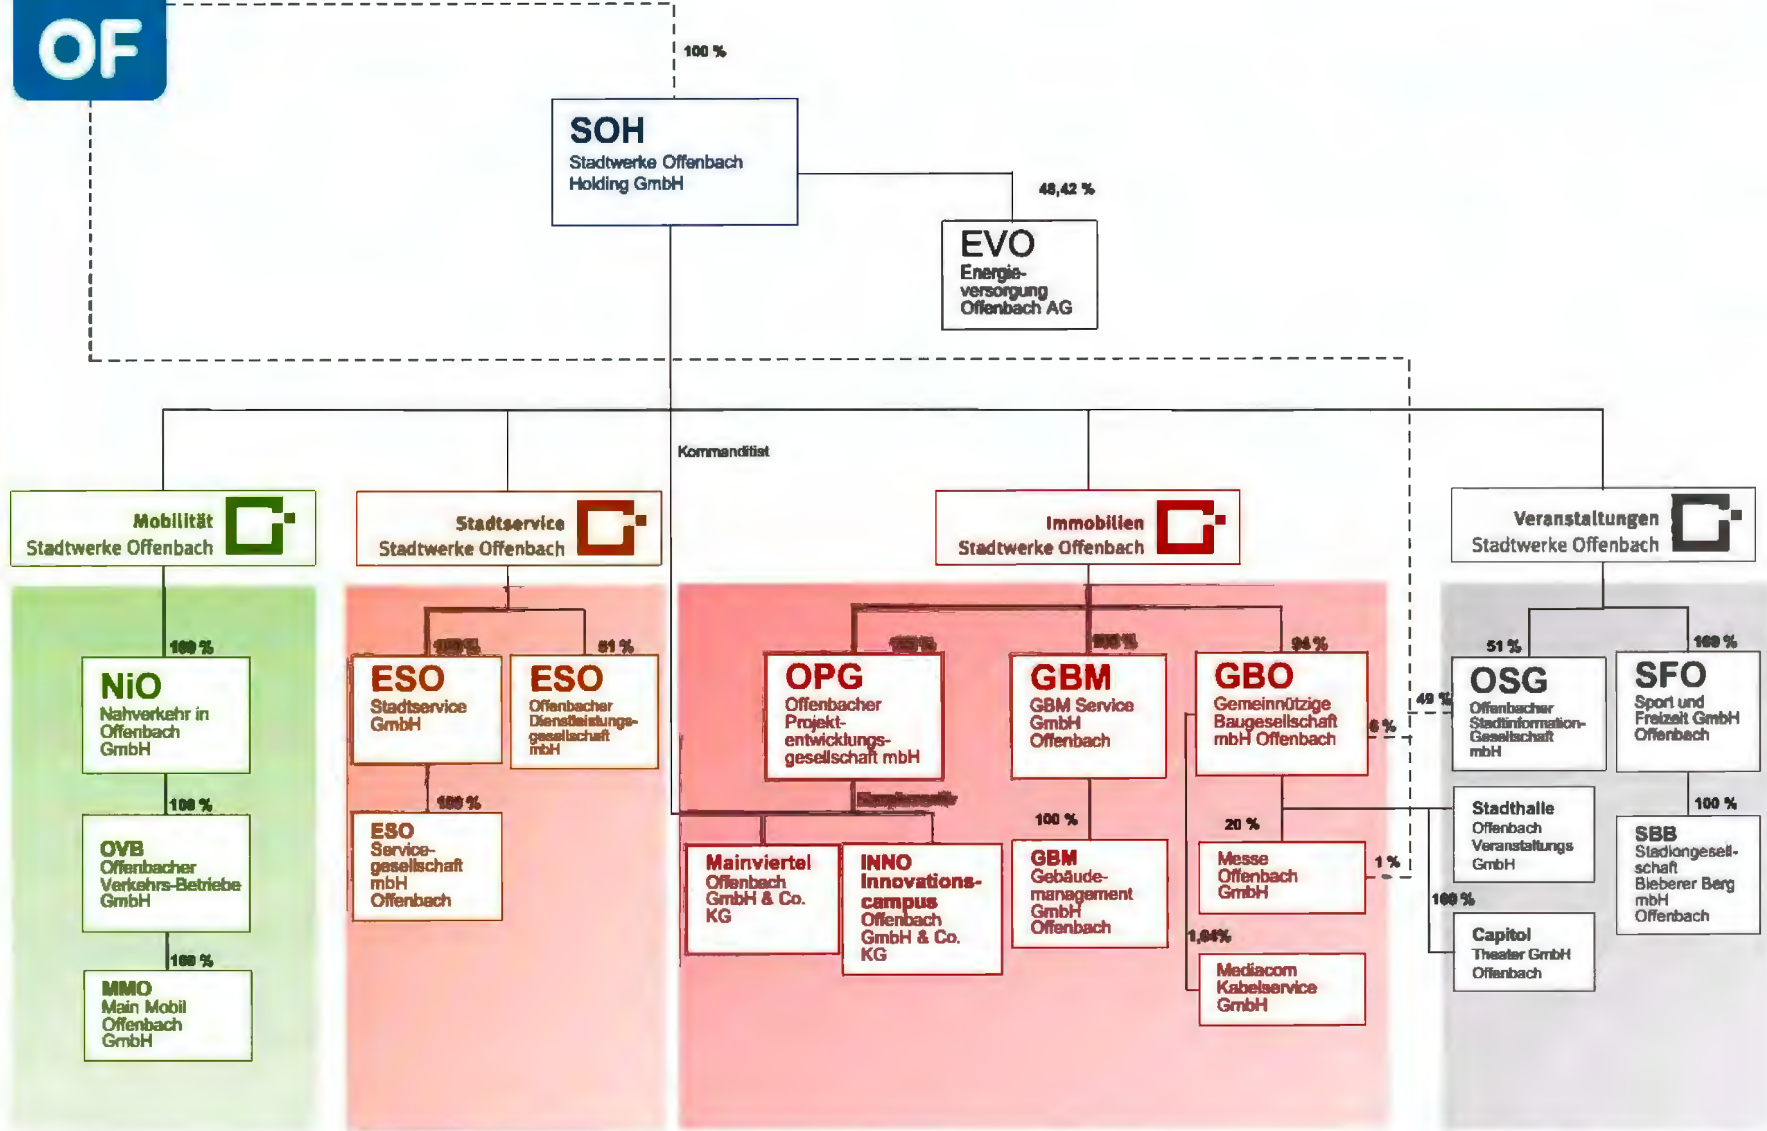 OF
100 %
SOH
Stadtwerke Offenbach
Holding GmbH
48,42 %
EVO
Energie-
versorgung
Offenbach AG
Kommanditist
Mobilität
Stadtwerke Offenbach
Stadtservice
Stadtwerke Offenbach
Immobilien
Stadtwerke Offenbach
Veranstaltungen
Stadtwerke Offenbach
100 %
NiO
Nahverkehr in
Offenbach
GmbH
100 %
OVB
Offenbacher
Verkehrs-Betriebe
GmbH
100 %
MMO
Main Mobil
Offenbach
GmbH
100 %
ESO
Stadtservice
GmbH
51 %
ESO
Offenbacher
Dienstleistungs-
gesellschaft
mbH
100 %
ESO
Service-
gesellschaft
mbH
Offenbach
100 %
OPG
Offenbacher
Projekt-
entwicklungs-
gesellschaft mbH
Mainviertel
Offenbach
GmbH & Co.
KG
INNO
Innovations-
campus
Offenbach
GmbH & Co.
KG
100 %
GBM
GBM Service
GmbH
Offenbach
100 %
GBM
Gebäude-
management
GmbH
Offenbach
94 %
GBO
Gemeinnützige
Baugesellschaft
mbH Offenbach
6 %
20 %
Messe
Offenbach
GmbH
1 %
1,64%
Mediacom
Kabelservice
GmbH
51 %
49 %
OSG
Offenbacher
Stadtinformation-
Gesellschaft
mbH
100 %
SFO
Sport und
Freizeit GmbH
Offenbach
Stadthalle
Offenbach
Veranstaltungs
GmbH
100 %
Capitol
Theater GmbH
Offenbach
100 %
SBB
Stadiongesell-
schaft
Bieberer Berg
mbH
Offenbach